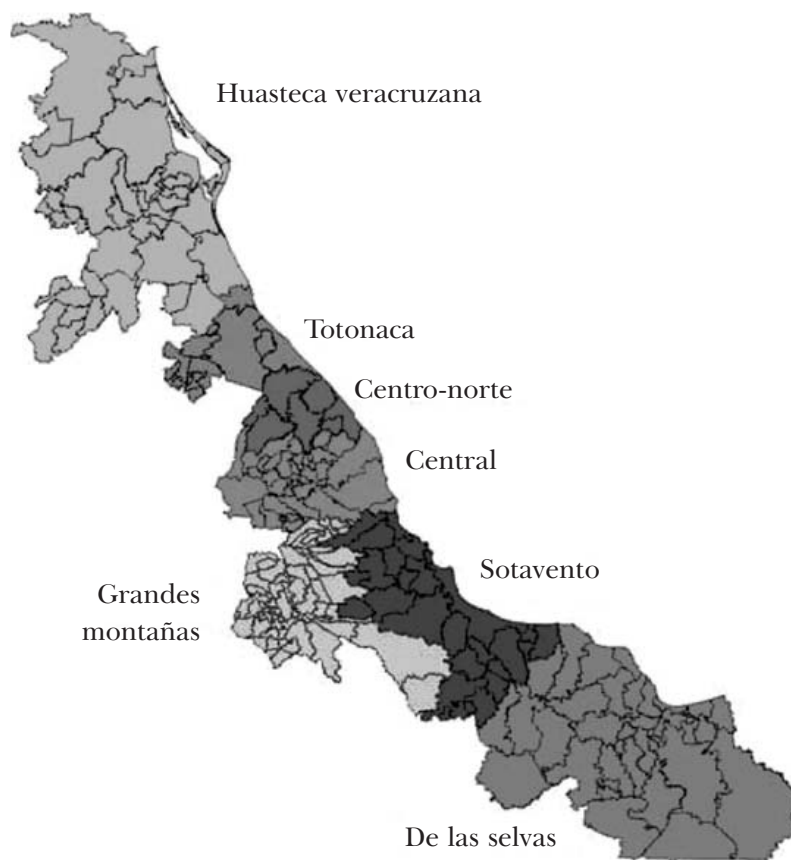 Huasteca veracruzana
Totonaca
Centro-norte
Central
Sotavento
Grandes
montañas
De las selvas